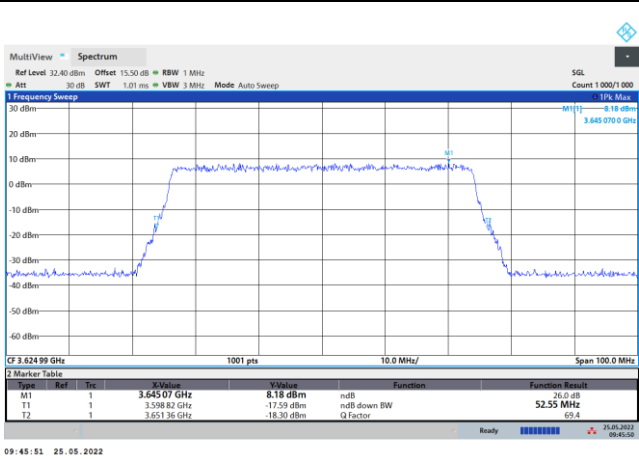 MultiView Spectrum
Ref Level 32.40 dBm Offset 15.50 dB RBW 1 MHz SGL
Att 30 dB SWT 1.01 ms VBW 3 MHz Mode Auto Sweep Count 1 000/1 000
1 Frequency Sweep 1Pk Max
30 dBm M1[1] 8.18 dBm
3.645 070 0 GHz
20 dBm
10 dBm
M1
0 dBm
-10 dBm
T1
T2
-20 dBm
-30 dBm
-40 dBm
-50 dBm
-60 dBm
CF 3.624 99 GHz 1001 pts 10.0 MHz/ Span 100.0 MHz
2 Marker Table
Type Ref Trc X-Value Y-Value Function Function Result
M1 1 3.645 07 GHz 8.18 dBm ndB 26.0 dB
T1 1 3.598 82 GHz -17.59 dBm ndB down BW 52.55 MHz
T2 1 3.651 36 GHz -18.30 dBm Q Factor 69.4
Ready 25.05.2022
09:45:50
09:45:51 25.05.2022